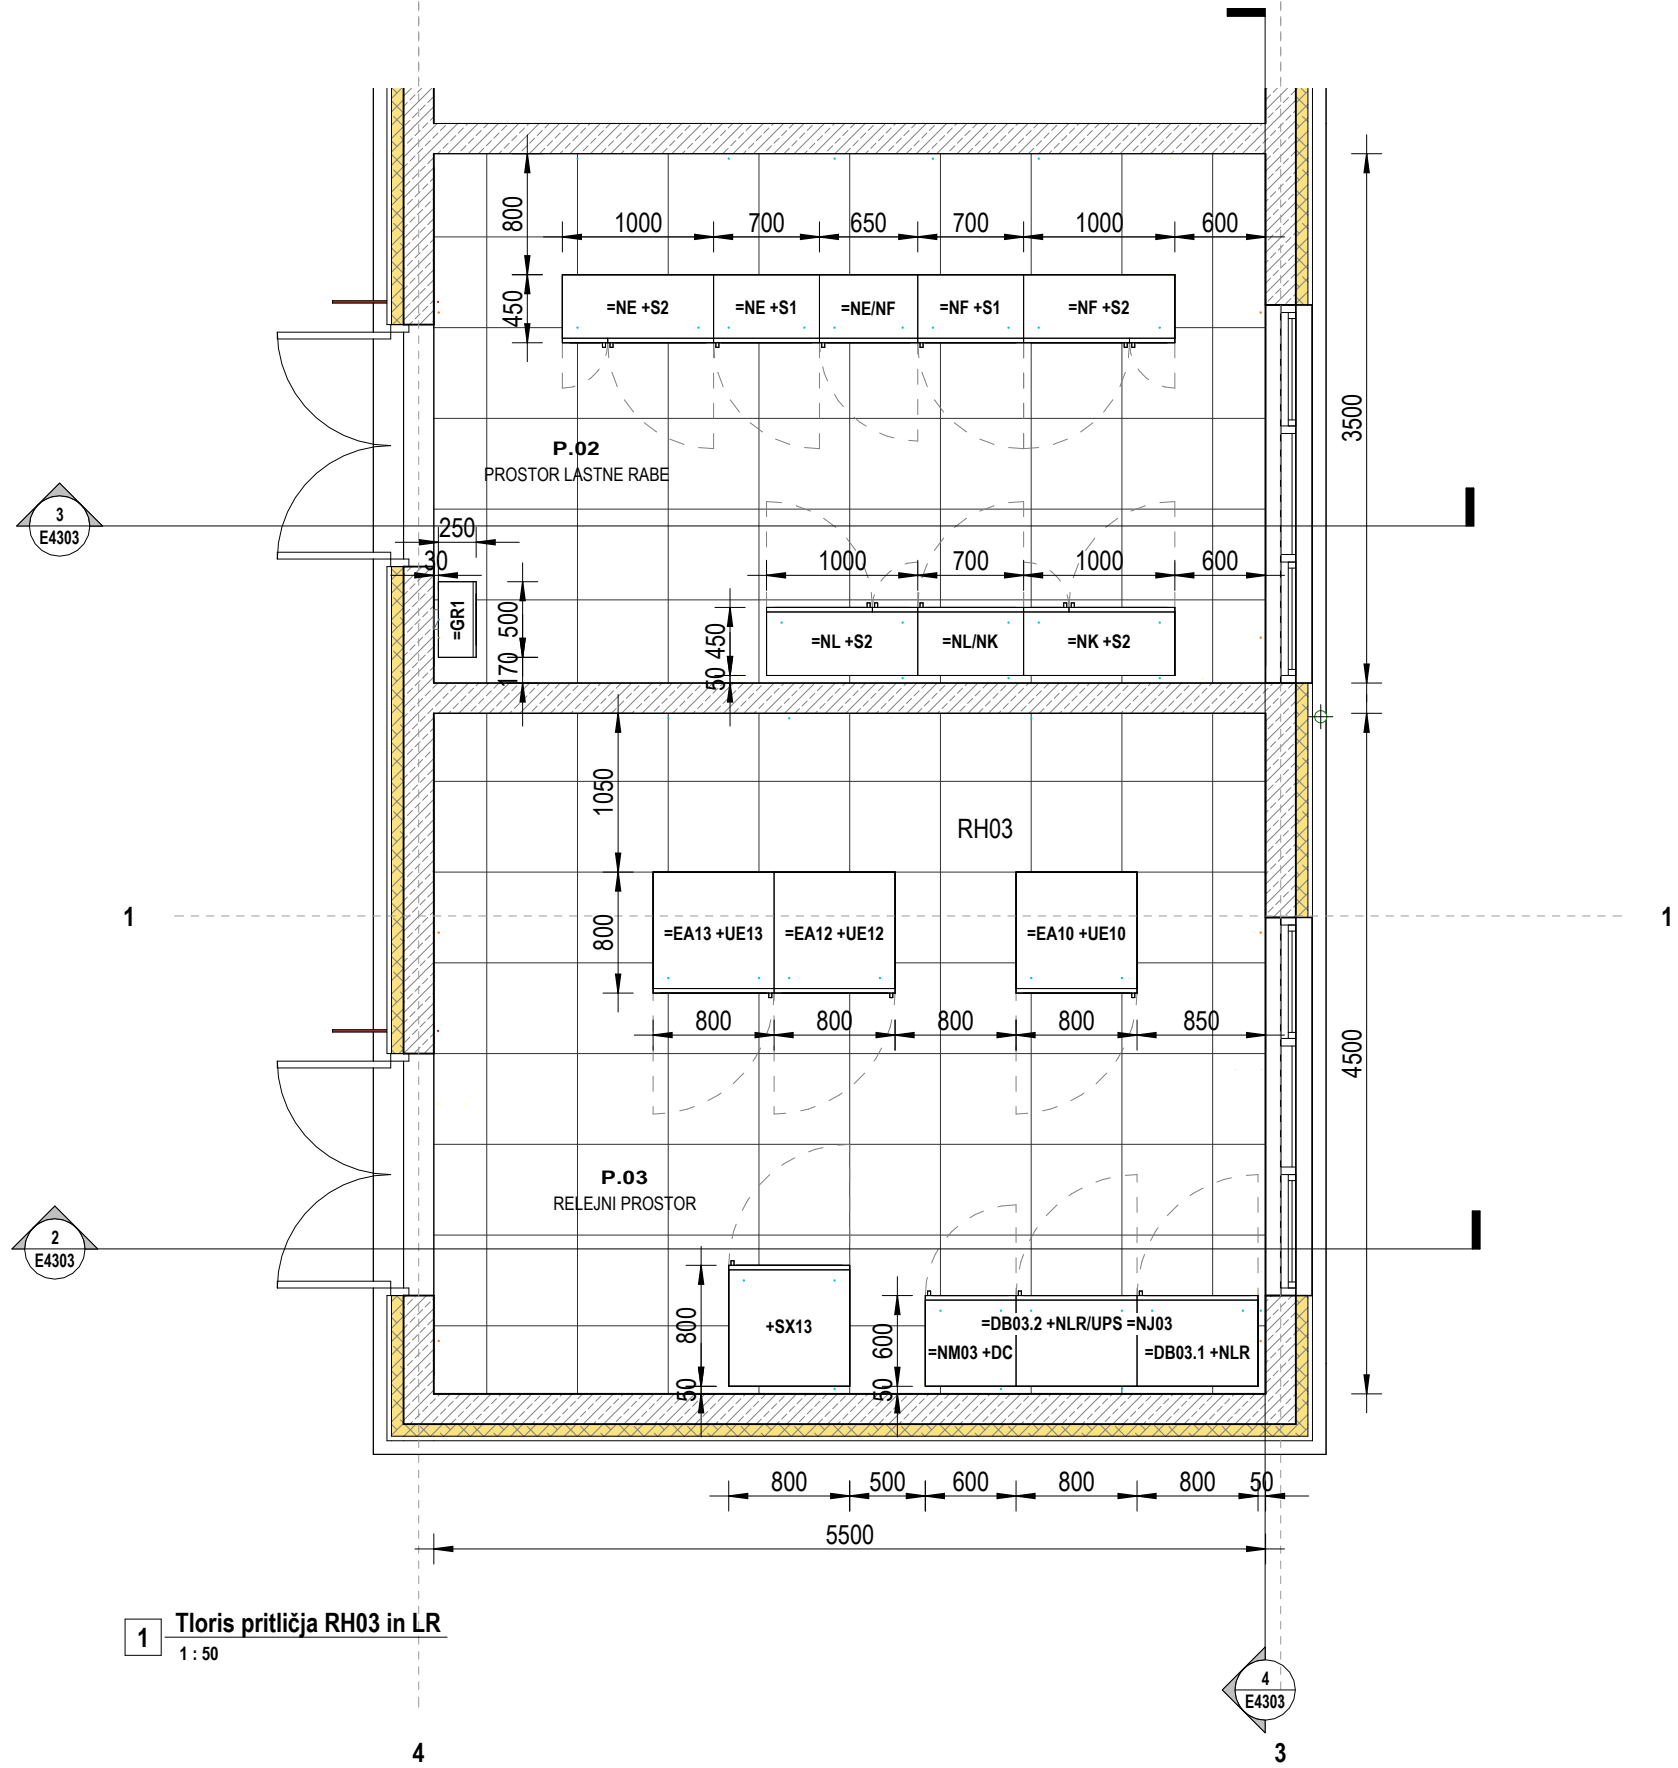 800
1000
700
650
700
1000
600
450
=NE +S2
=NE +S1
=NE/NF
=NF +S1
=NF +S2
3500
P.02
PROSTOR LASTNE RABE
3
E4303
250
30
1000
700
1000
600
=GR1
500
170
450
50
=NL +S2
=NL/NK
=NK +S2
1050
RH03
1
1
800
=EA13 +UE13
=EA12 +UE12
=EA10 +UE10
800
800
800
800
850
4500
P.03
RELEJNI PROSTOR
2
E4303
800
50
+SX13
600
50
=DB03.2 +NLR/UPS =NJ03
=NM03 +DC
=DB03.1 +NLR
800
500
600
800
800
50
5500
1
Tloris pritličja RH03 in LR
1 : 50
4
E4303
4
3